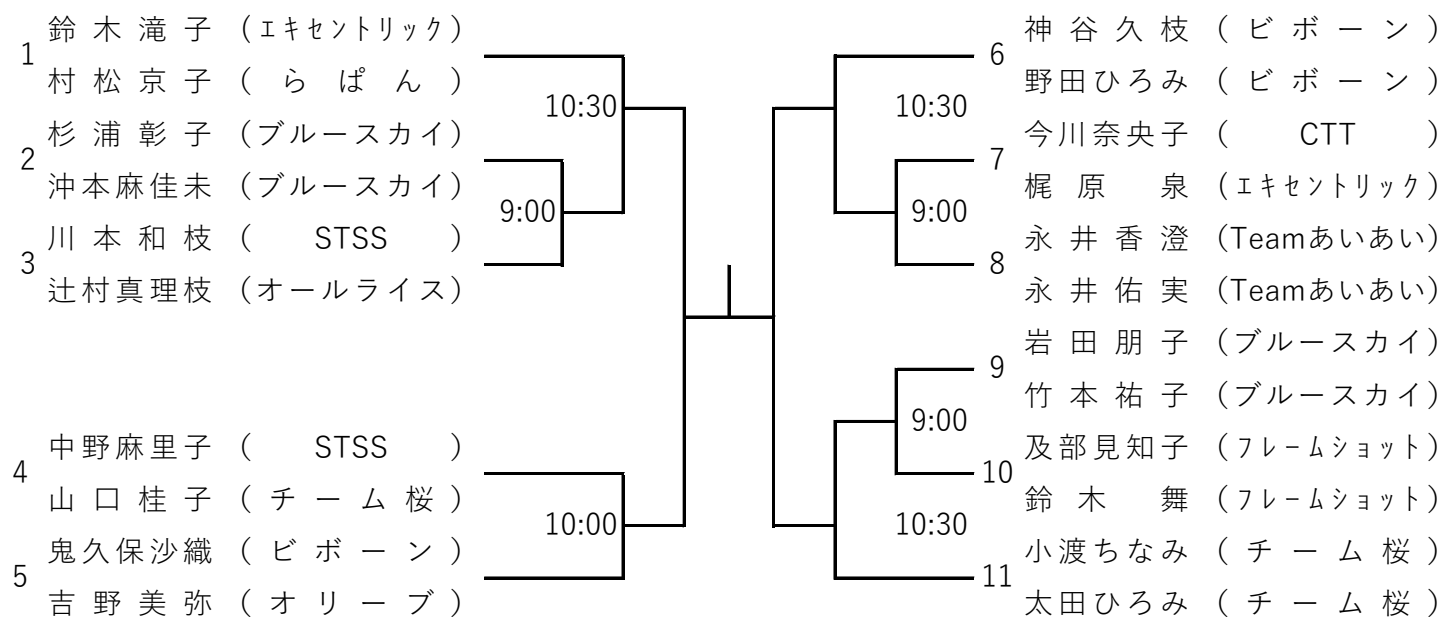 1
鈴木滝子 (エキセントリック)
村松京子 (らぱん)
2
杉浦彰子 (ブルースカイ)
沖本麻佳未 (ブルースカイ)
3
川本和枝 (STSS)
辻村真理枝 (オールライス)
10:30
9:00
4
中野麻里子 (STSS)
山口桂子 (チーム桜)
5
鬼久保沙織 (ビボーン)
吉野美弥 (オリーブ)
10:00
6
神谷久枝 (ビボーン)
野田ひろみ (ビボーン)
7
今川奈央子 (CTT)
梶原泉 (エキセントリック)
8
永井香澄 (Teamあいあい)
永井佑実 (Teamあいあい)
10:30
9:00
9
岩田朋子 (ブルースカイ)
竹本祐子 (ブルースカイ)
10
及部見知子 (フレームショット)
鈴木舞 (フレームショット)
11
小渡ちなみ (チーム桜)
太田ひろみ (チーム桜)
9:00
10:30